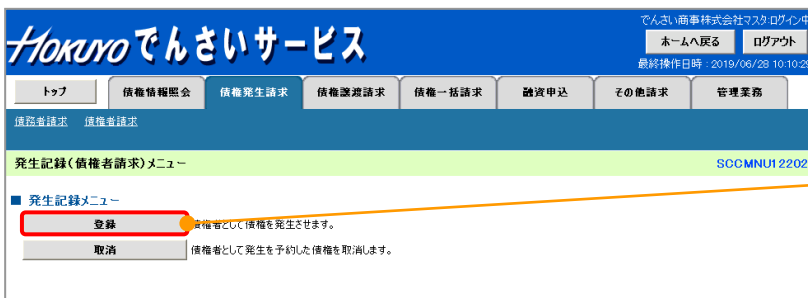 でんさい商事株式会社マスタ:ログイン中
HOKUYOでんさいサービス
ホームへ戻る ログアウト
最終操作日時:2019/06/28 10:10:29
トップ 債権情報照会 債権発生請求 債権譲渡請求 債権一括請求 融資申込 その他請求 管理業務
債務者請求 債権者請求
発生記録(債権者請求)メニュー SCCMNU12202
■ 発生記録メニュー
登録 債権者として債権を発生させます。
取消 債権者として発生を予約した債権を取消します。